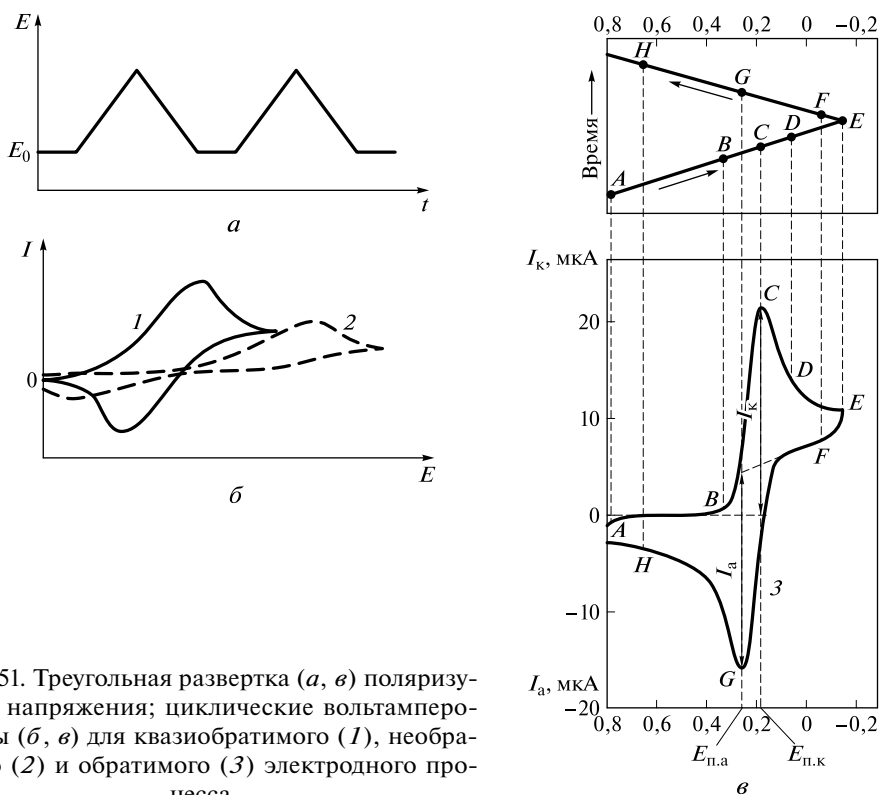 E
E₀
t
а
I
1
2
0
E
б
0,8 0,6 0,4 0,2 0 −0,2
Время
H
G
F
E
D
C
B
A
Iк, мкА
20
10
0
−10
−20
C
D
E
F
B
A
H
G
Iк
Iа
3
Iа, мкА
0,8 0,6 0,4 0,2 0 −0,2
Eп.а
Eп.к
в
51. Треугольная развертка (а, в) поляризу-
напряжения; циклические вольтамперо-
ы (б, в) для квазиобратимого (1), необра-
(2) и обратимого (3) электродного про-